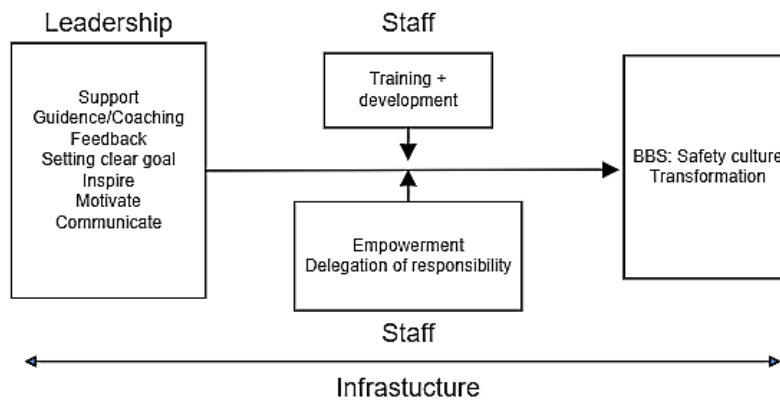 Leadership
Staff
Support
Guidence/Coaching
Feedback
Setting clear goal
Inspire
Motivate
Communicate
Training +
development
BBS: Safety culture
Transformation
Empowerment
Delegation of responsibility
Staff
Infrastucture